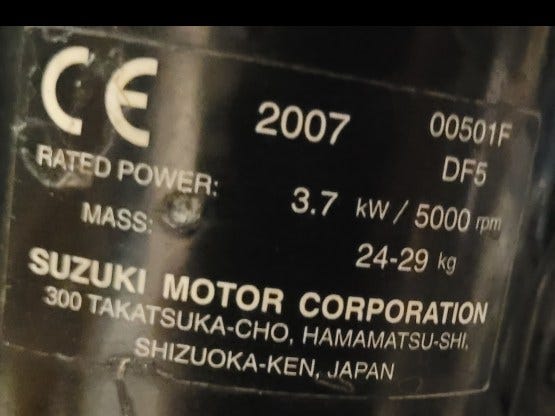 CE 2007 00501F
DF5
RATED POWER: 3.7 kW / 5000 rpm
MASS: 24-29 kg
SUZUKI MOTOR CORPORATION
300 TAKATSUKA-CHO, HAMAMATSU-SHI,
SHIZUOKA-KEN, JAPAN